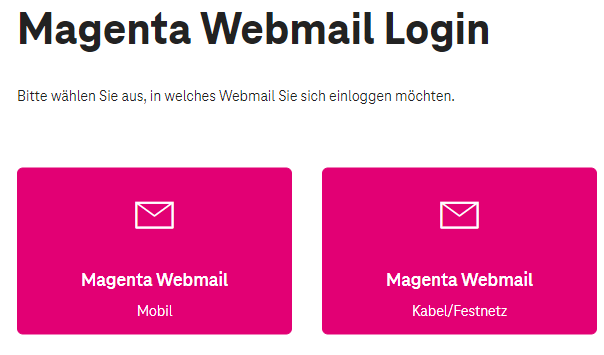 Magenta Webmail Login
Bitte wählen Sie aus, in welches Webmail Sie sich einloggen möchten.
Magenta Webmail
Mobil
Magenta Webmail
Kabel/Festnetz